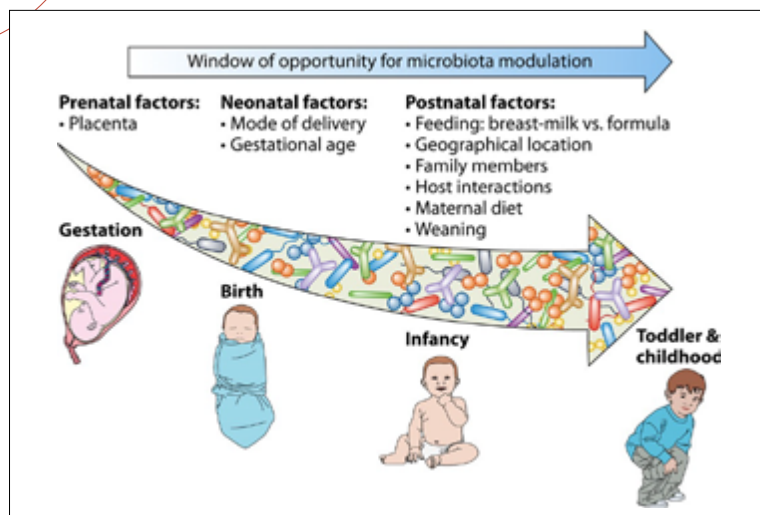 Window of opportunity for microbiota modulation
Prenatal factors:
• Placenta
Neonatal factors:
• Mode of delivery
• Gestational age
Postnatal factors:
• Feeding: breast-milk vs. formula
• Geographical location
• Family members
• Host interactions
• Maternal diet
• Weaning
Gestation
Birth
Infancy
Toddler &
childhood